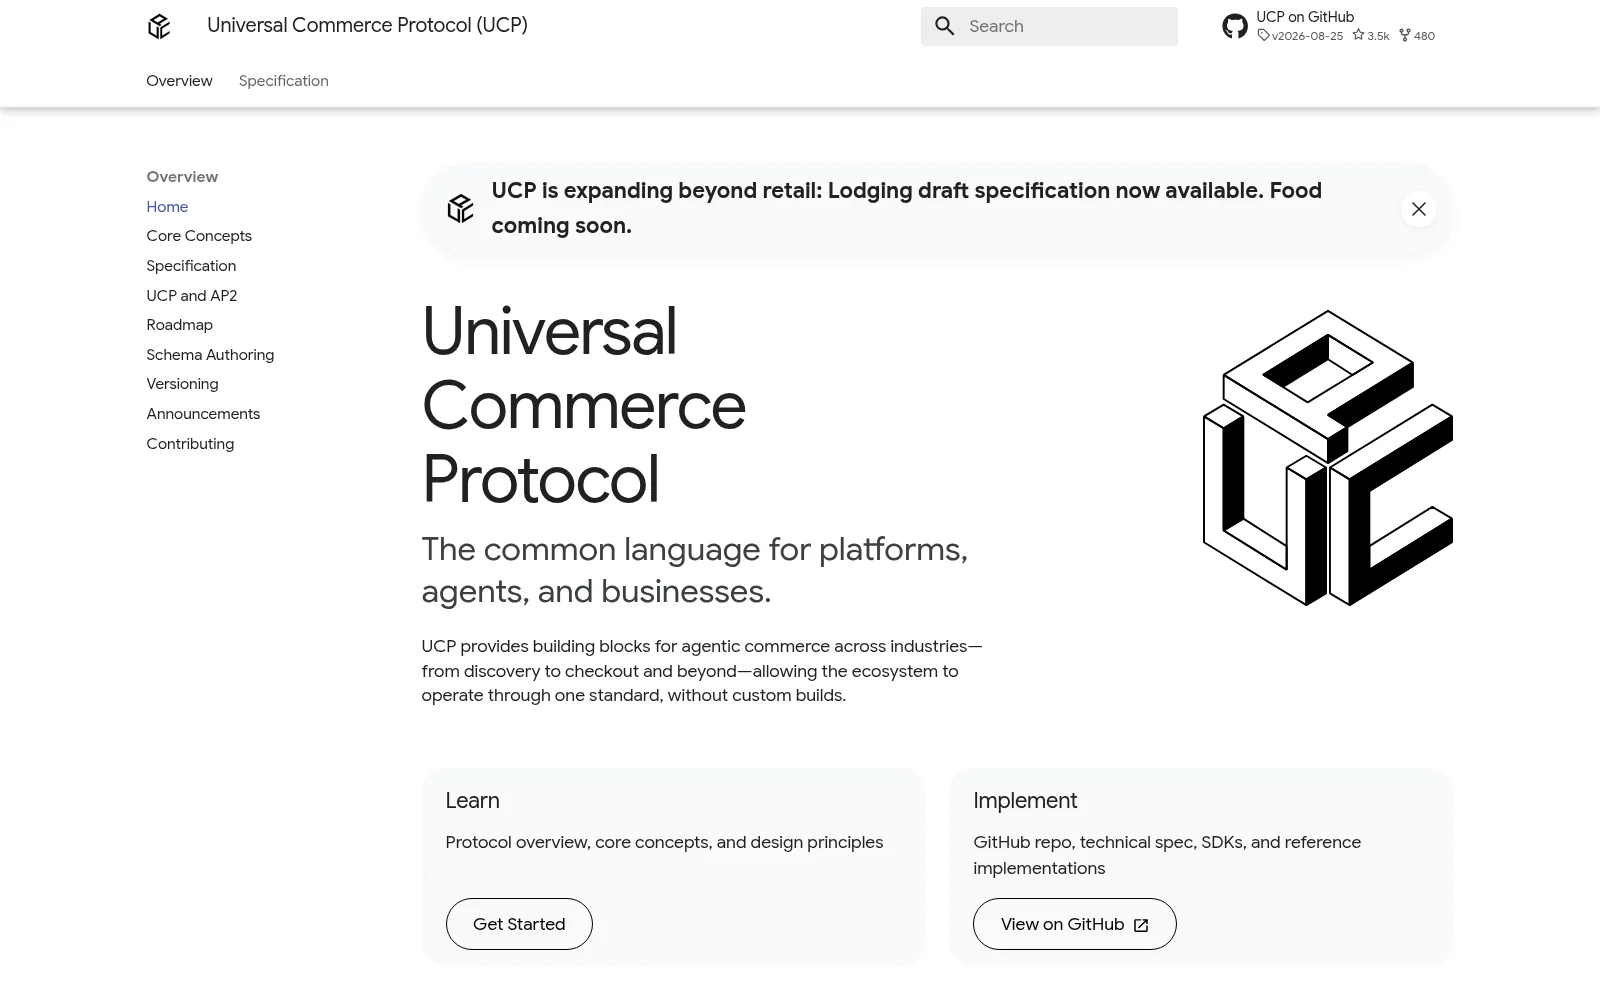 Universal Commerce Protocol (UCP)
Search
UCP on GitHub
v2026-08-25 3.5k 480
Overview
Specification
Overview
Home
Core Concepts
Specification
UCP and AP2
Roadmap
Schema Authoring
Versioning
Announcements
Contributing
UCP is expanding beyond retail: Lodging draft specification now available. Food
coming soon.
Universal
Commerce
Protocol
The common language for platforms,
agents, and businesses.
UCP provides building blocks for agentic commerce across industries—
from discovery to checkout and beyond—allowing the ecosystem to
operate through one standard, without custom builds.
Learn
Protocol overview, core concepts, and design principles
Get Started
Implement
GitHub repo, technical spec, SDKs, and reference
implementations
View on GitHub